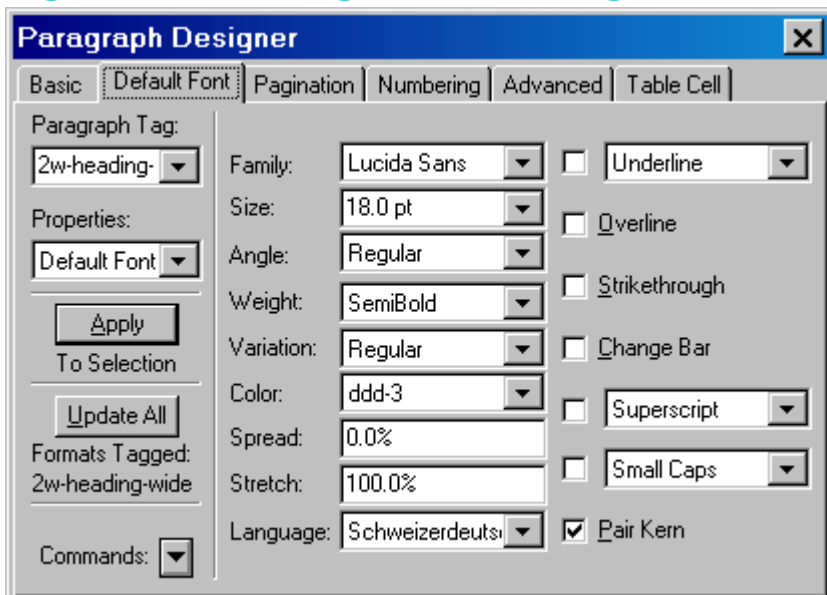 Paragraph Designer
Basic Default Font Pagination Numbering Advanced Table Cell
Paragraph Tag:
2w-heading-
Properties:
Default Font
Apply
To Selection
Update All
Formats Tagged:
2w-heading-wide
Commands:
Family: Lucida Sans
Size: 18.0 pt
Angle: Regular
Weight: SemiBold
Variation: Regular
Color: ddd-3
Spread: 0.0%
Stretch: 100.0%
Language: Schweizerdeuts
Underline
Overline
Strikethrough
Change Bar
Superscript
Small Caps
Pair Kern